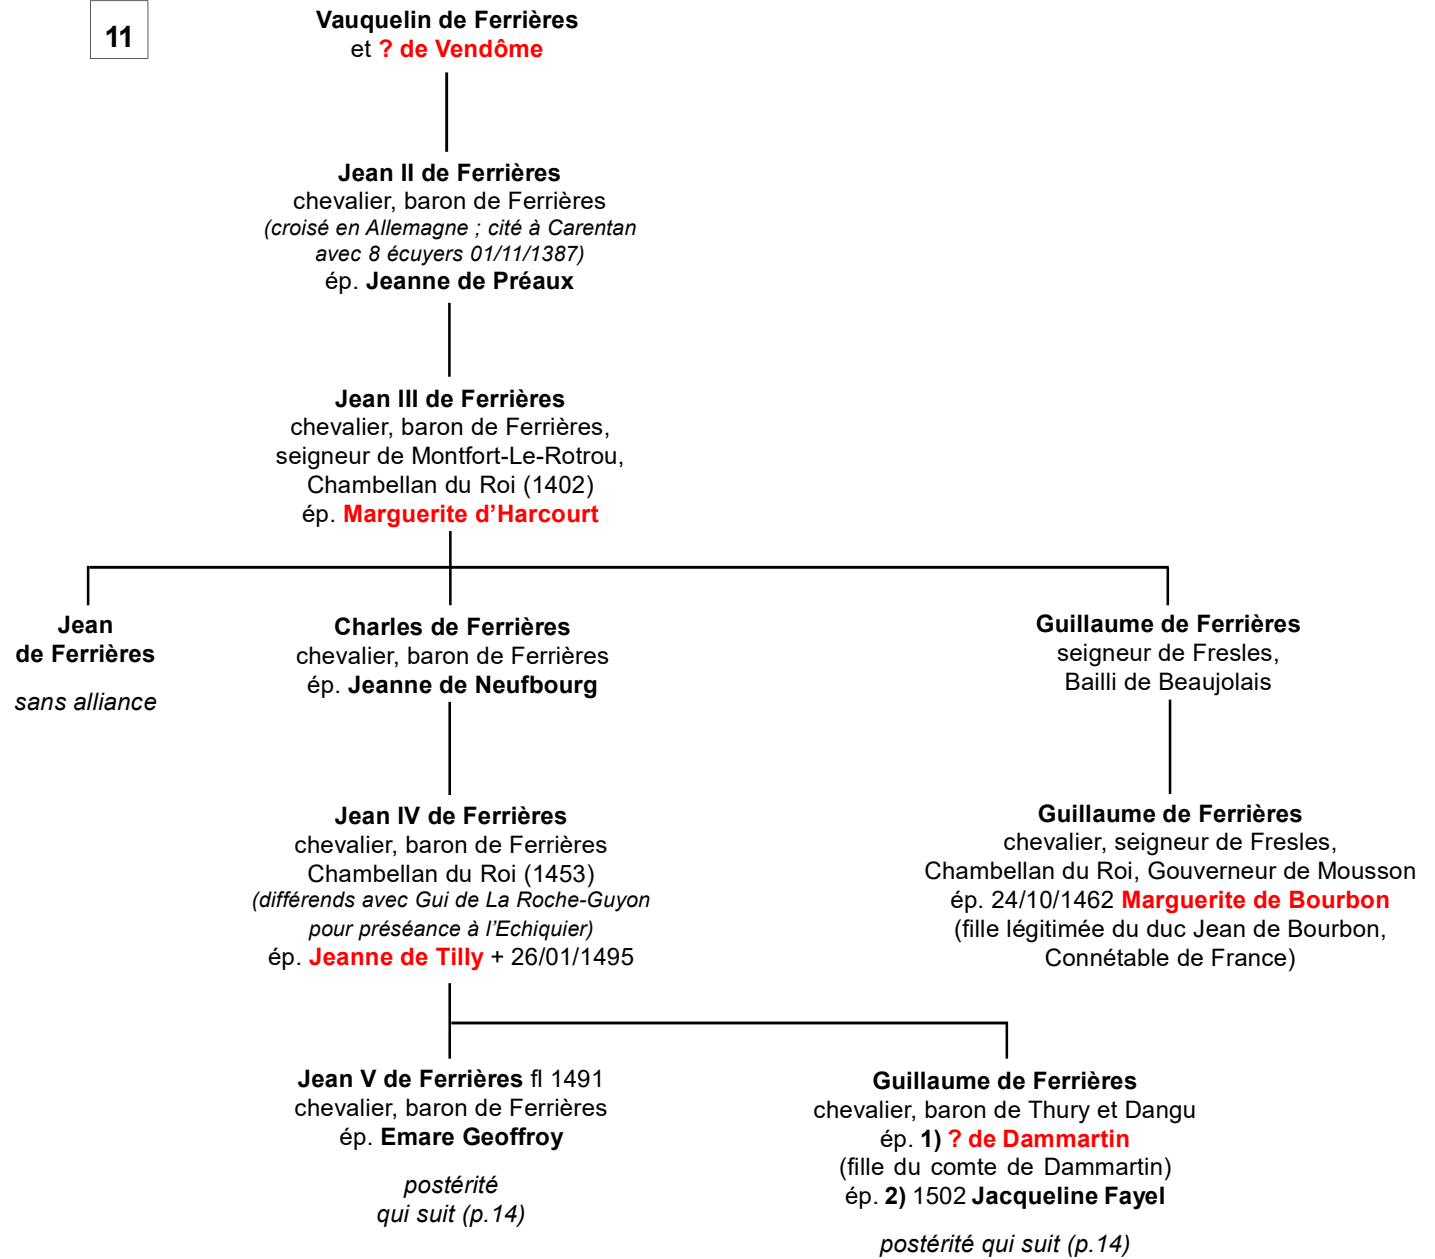 11
Vauquelin de Ferrières
et ? de Vendôme
Jean II de Ferrières
chevalier, baron de Ferrières
(croisé en Allemagne ; cité à Carentan
avec 8 écuyers 01/11/1387)
ép. Jeanne de Préaux
Jean III de Ferrières
chevalier, baron de Ferrières,
seigneur de Montfort-Le-Rotrou,
Chambellan du Roi (1402)
ép. Marguerite d’Harcourt
Jean
de Ferrières
sans alliance
Charles de Ferrières
chevalier, baron de Ferrières
ép. Jeanne de Neufbourg
Guillaume de Ferrières
seigneur de Fresles,
Bailli de Beaujolais
Jean IV de Ferrières
chevalier, baron de Ferrières
Chambellan du Roi (1453)
(différends avec Gui de La Roche-Guyon
pour préséance à l’Echiquier)
ép. Jeanne de Tilly + 26/01/1495
Guillaume de Ferrières
chevalier, seigneur de Fresles,
Chambellan du Roi, Gouverneur de Mousson
ép. 24/10/1462 Marguerite de Bourbon
(fille légitimée du duc Jean de Bourbon,
Connétable de France)
Jean V de Ferrières fl 1491
chevalier, baron de Ferrières
ép. Emare Geoffroy
postérité
qui suit (p.14)
Guillaume de Ferrières
chevalier, baron de Thury et Dangu
ép. 1) ? de Dammartin
(fille du comte de Dammartin)
ép. 2) 1502 Jacqueline Fayel
postérité qui suit (p.14)